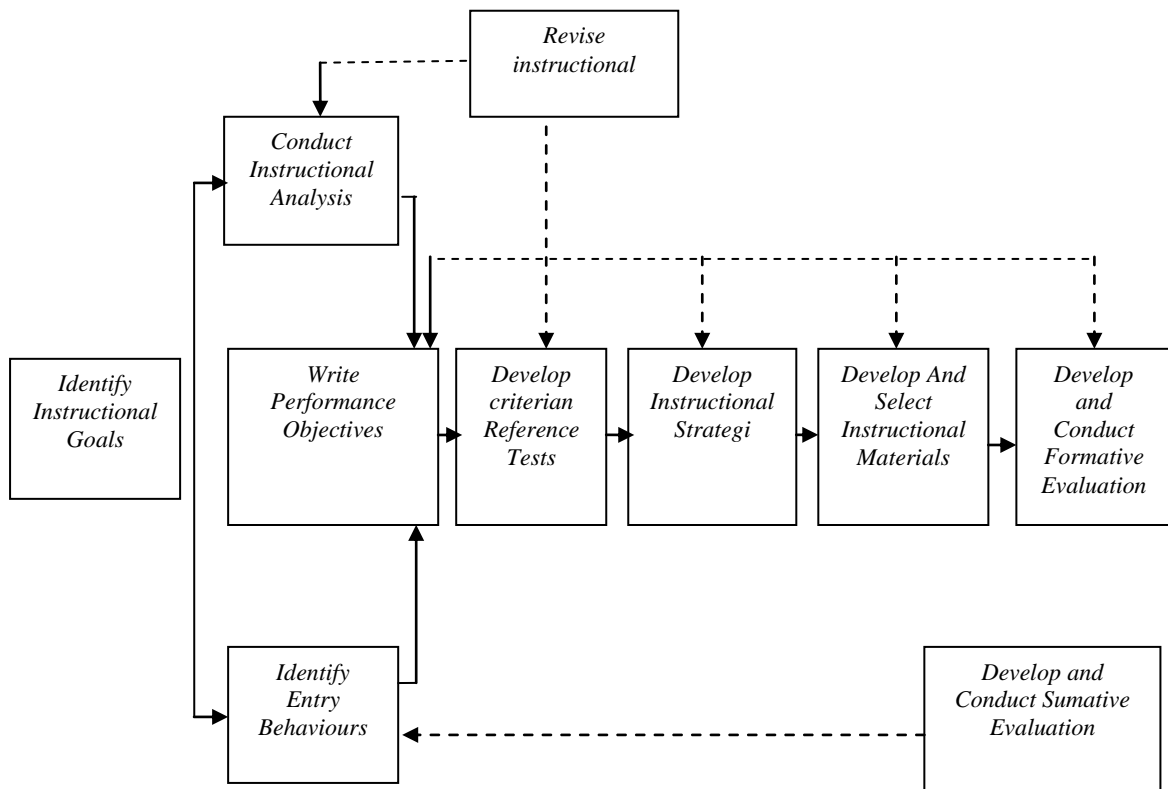 Revise
instructional
Conduct
Instructional
Analysis
Identify
Instructional
Goals
Write
Performance
Objectives
Develop
criterian
Reference
Tests
Develop
Instructional
Strategi
Develop And
Select
Instructional
Materials
Develop
and
Conduct
Formative
Evaluation
Identify
Entry
Behaviours
Develop and
Conduct Sumative
Evaluation